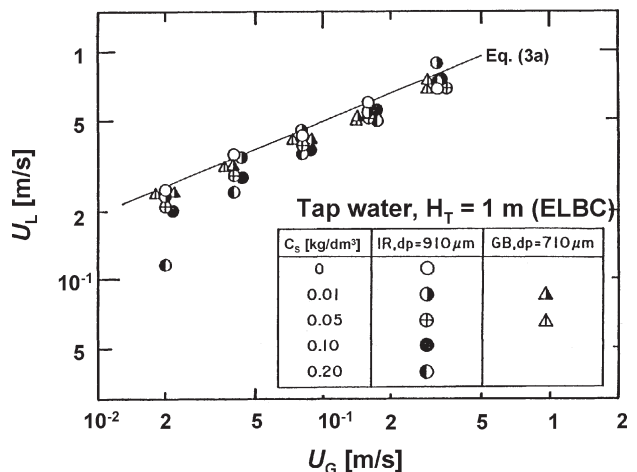 1
Eq. (3a)
5
U_L [m/s]
2
10⁻¹
5
Tap water, H_T = 1 m (ELBC)
C_S [kg/dm³] IR, dp=910 μm GB, dp=710 μm
0
0.01
0.05
0.10
0.20
10⁻² 2 5 10⁻¹ 2 5 1 2
U_G [m/s]